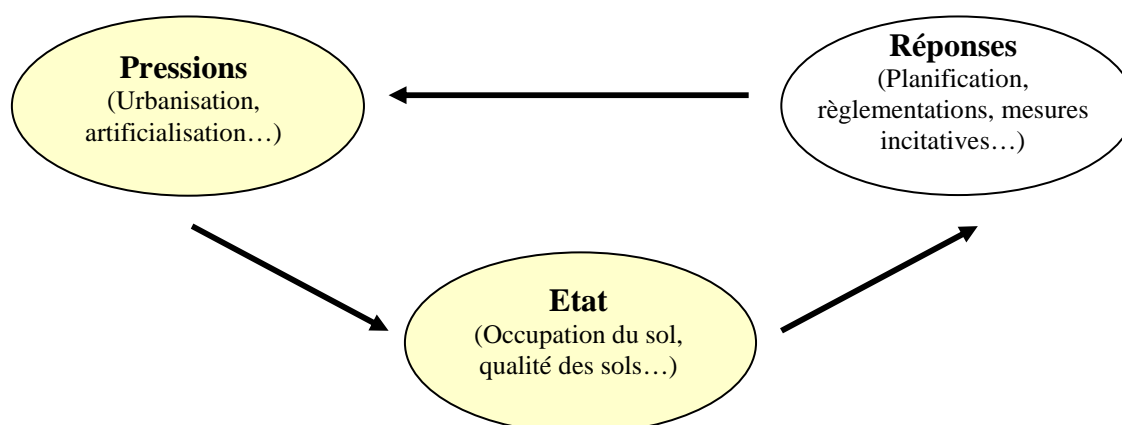 Pressions
(Urbanisation,
artificialisation…)
Réponses
(Planification,
règlementations, mesures
incitatives…)
Etat
(Occupation du sol,
qualité des sols…)